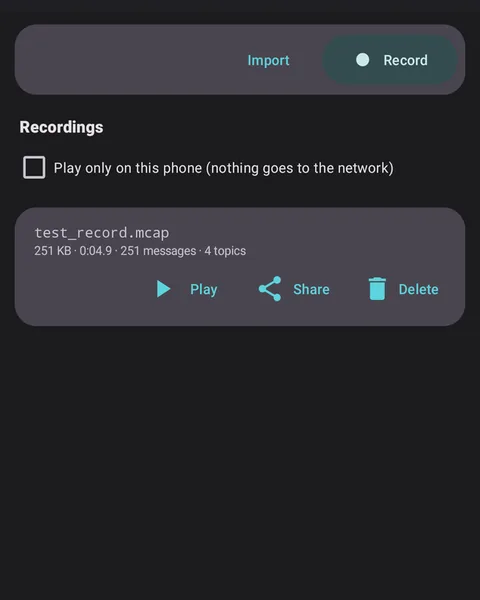 Import
Record
Recordings
Play only on this phone (nothing goes to the network)
test_record.mcap
251 KB · 0:04.9 · 251 messages · 4 topics
Play
Share
Delete